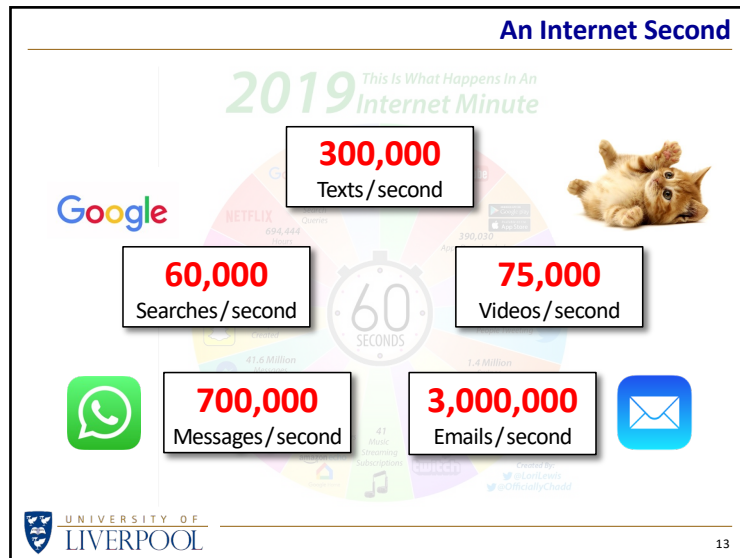 An Internet Second
2019 This Is What Happens In An
Internet Minute
300,000
Texts/second
Google
NETFLIX
Queries
694,444
Hours
390,030
60,000
Searches/second
75,000
Videos/second
60
SECONDS
Created
41.6 Million
1.4 Million
700,000
Messages/second
3,000,000
Emails/second
41
Music
Streaming
Subscriptions
twitch
Created By:
@LoriLewis
@OfficiallyChadd
UNIVERSITY OF
LIVERPOOL
13